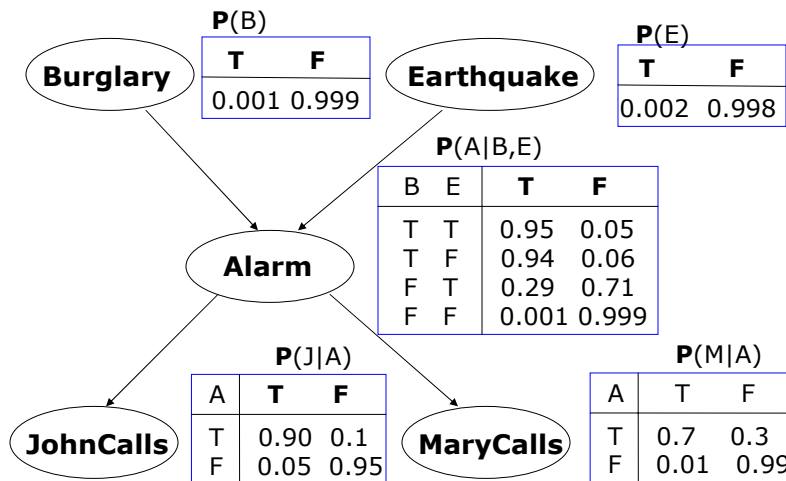 P(B)
T F
0.001 0.999
Burglary
Earthquake
P(E)
T F
0.002 0.998
P(A|B,E)
B E T F
T T 0.95 0.05
T F 0.94 0.06
F T 0.29 0.71
F F 0.001 0.999
Alarm
P(J|A)
A T F
T 0.90 0.1
F 0.05 0.95
P(M|A)
A T F
T 0.7 0.3
F 0.01 0.99
JohnCalls
MaryCalls